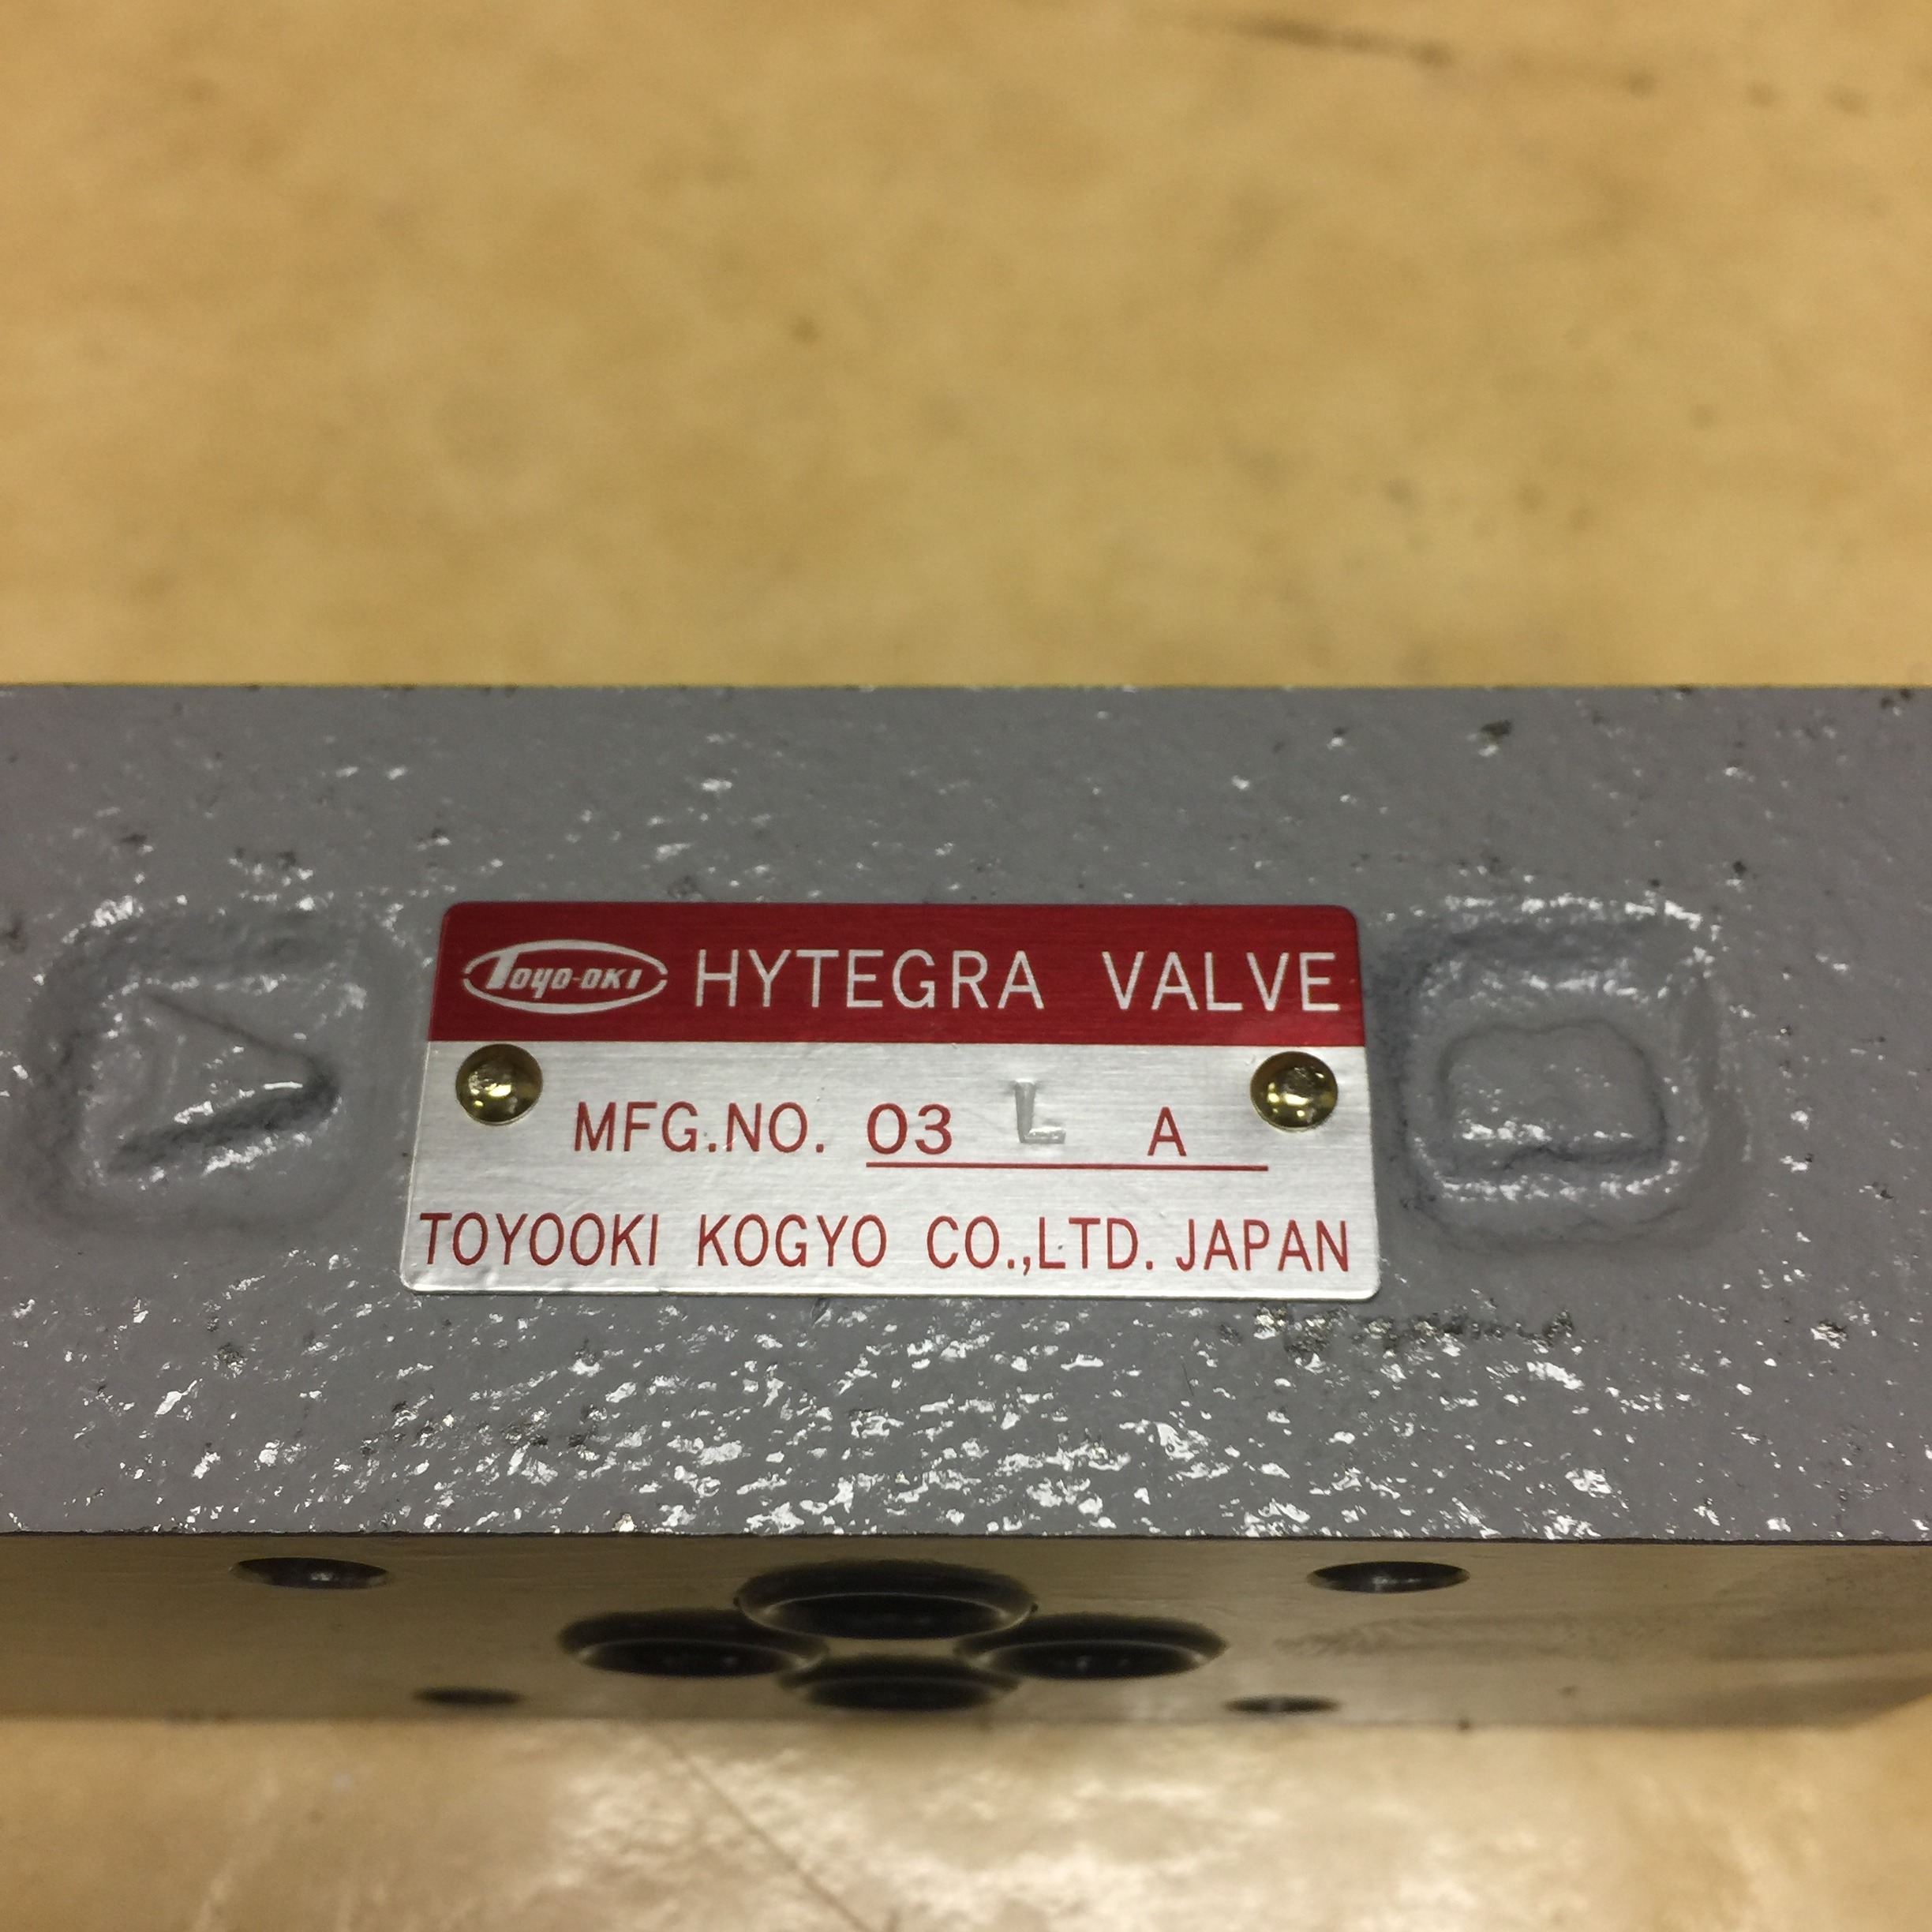 TOYO-OKI HYTEGRA VALVE
MFG.NO. 03 L A
TOYOOKI KOGYO CO.,LTD. JAPAN